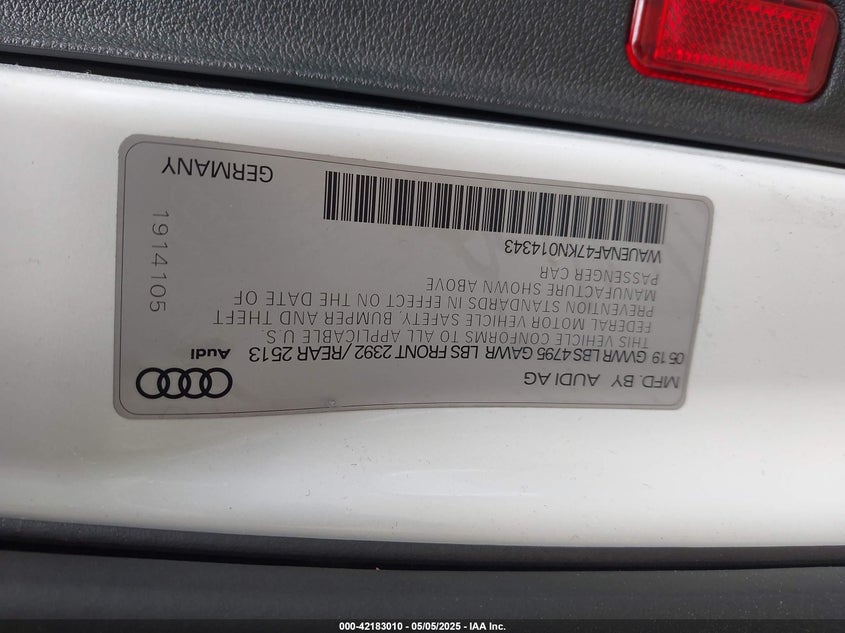 MFD. BY AUDI AG
0519 GVWR LBS 4795 GAWR LBS FRONT 2392 / REAR 2513
THIS VEHICLE CONFORMS TO ALL APPLICABLE U.S.
FEDERAL MOTOR VEHICLE SAFETY, BUMPER AND THEFT
PREVENTION STANDARDS IN EFFECT ON THE DATE OF
MANUFACTURE SHOWN ABOVE
PASSENGER CAR
WAUENAF47KN014343
Audi
1914105
GERMANY
000-42183010 - 05/05/2025 - IAA Inc.